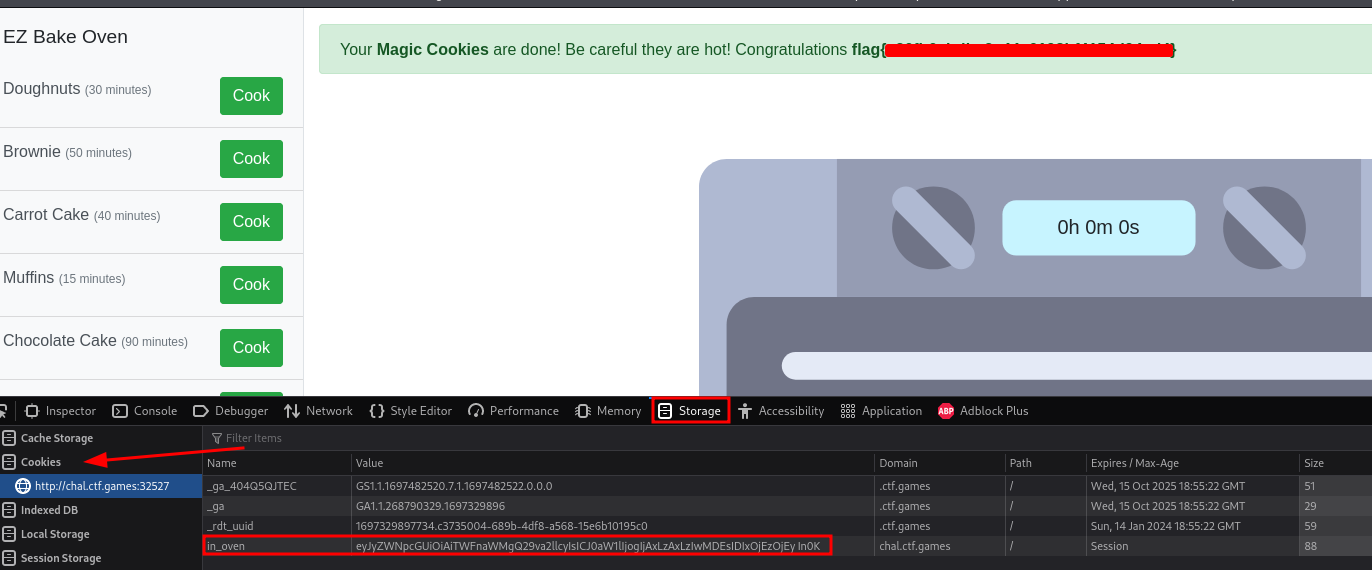 EZ Bake Oven
Your Magic Cookies are done! Be careful they are hot! Congratulations flag{
Doughnuts (30 minutes) Cook
Brownie (50 minutes) Cook
Carrot Cake (40 minutes) Cook
Muffins (15 minutes) Cook
Chocolate Cake (90 minutes) Cook
0h 0m 0s
Inspector Console Debugger Network Style Editor Performance Memory Storage Accessibility Application ABP Adblock Plus
Cache Storage
Cookies
http://chal.ctf.games:32527
Indexed DB
Local Storage
Session Storage
Filter Items
Name Value Domain Path Expires / Max-Age Size
_ga_404Q5QJTEC GS1.1.1697482520.7.1.1697482522.0.0.0 .ctf.games / Wed, 15 Oct 2025 18:55:22 GMT 51
_ga GA1.1.268790329.1697329896 .ctf.games / Wed, 15 Oct 2025 18:55:22 GMT 29
_rdt_uuid 1697329897734.c3735004-689b-4df8-a568-15e6b10195c0 .ctf.games / Sun, 14 Jan 2024 18:55:22 GMT 59
in_oven eyJyZWNpcGUiOiAiTWFnaWMgQ29va2llcyIsICJ0aW1lIjogIjAxLzAxLzIwMDEsIDIxOjEzOjEy In0K chal.ctf.games / Session 88